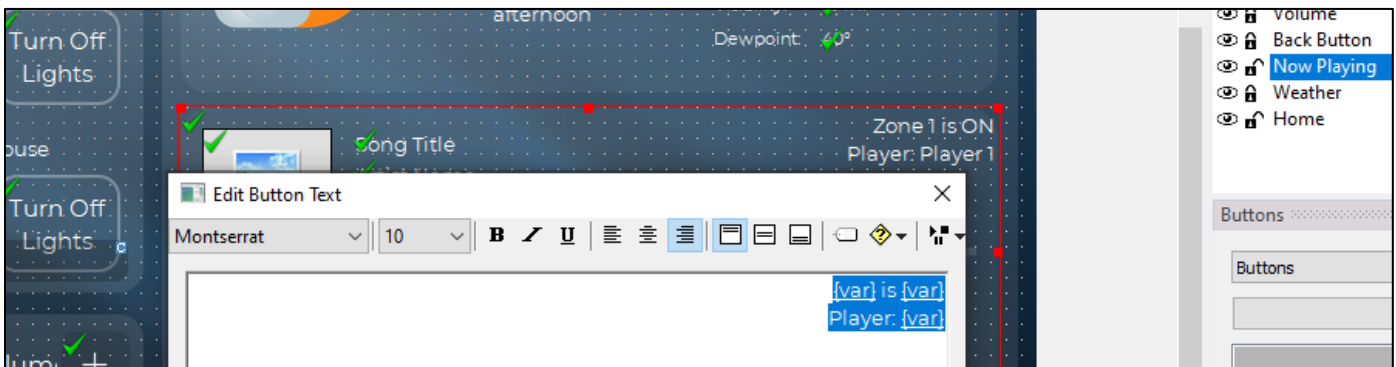 afternoon
Dewpoint: 60°
Turn Off
Lights
Song Title
Zone 1 is ON
Player: Player 1
Turn Off
Lights
Edit Button Text
Montserrat
10
B I U
{var} is {var}
Player: {var}
Volume
Back Button
Now Playing
Weather
Home
Buttons
Buttons